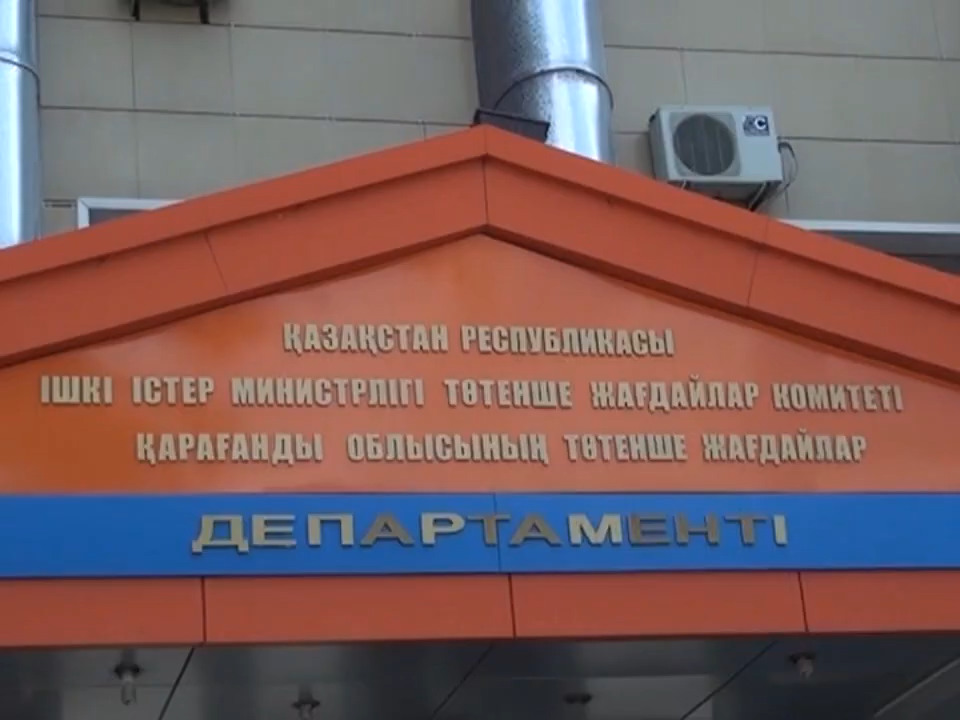 ҚАЗАҚСТАН РЕСПУБЛИКАСЫ
ІШКІ ІСТЕР МИНИСТРЛІГІ ТӨТЕНШЕ ЖАҒДАЙЛАР КОМИТЕТІ
ҚАРАҒАНДЫ ОБЛЫСЫНЫҢ ТӨТЕНШЕ ЖАҒДАЙЛАР
ДЕПАРТАМЕНТІ